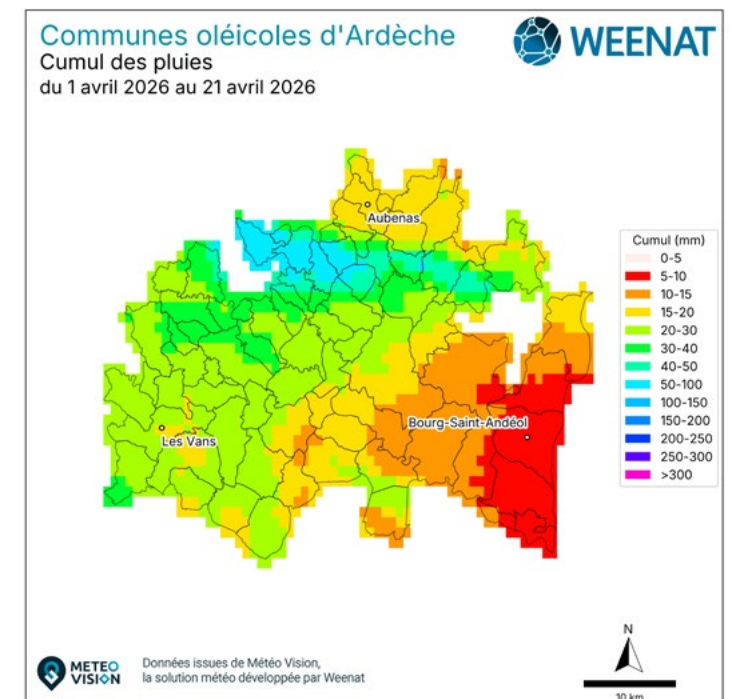 Communes oléicoles d'Ardèche
WEENAT
Cumul des pluies
du 1 avril 2026 au 21 avril 2026
Aubenas
Cumul (mm)
0-5
5-10
10-15
15-20
20-30
30-40
40-50
50-100
100-150
150-200
200-250
250-300
>300
Bourg-Saint-Andéol
Les Vans
N
METEO
VISION
Données issues de Météo Vision,
la solution météo développée par Weenat
10 km